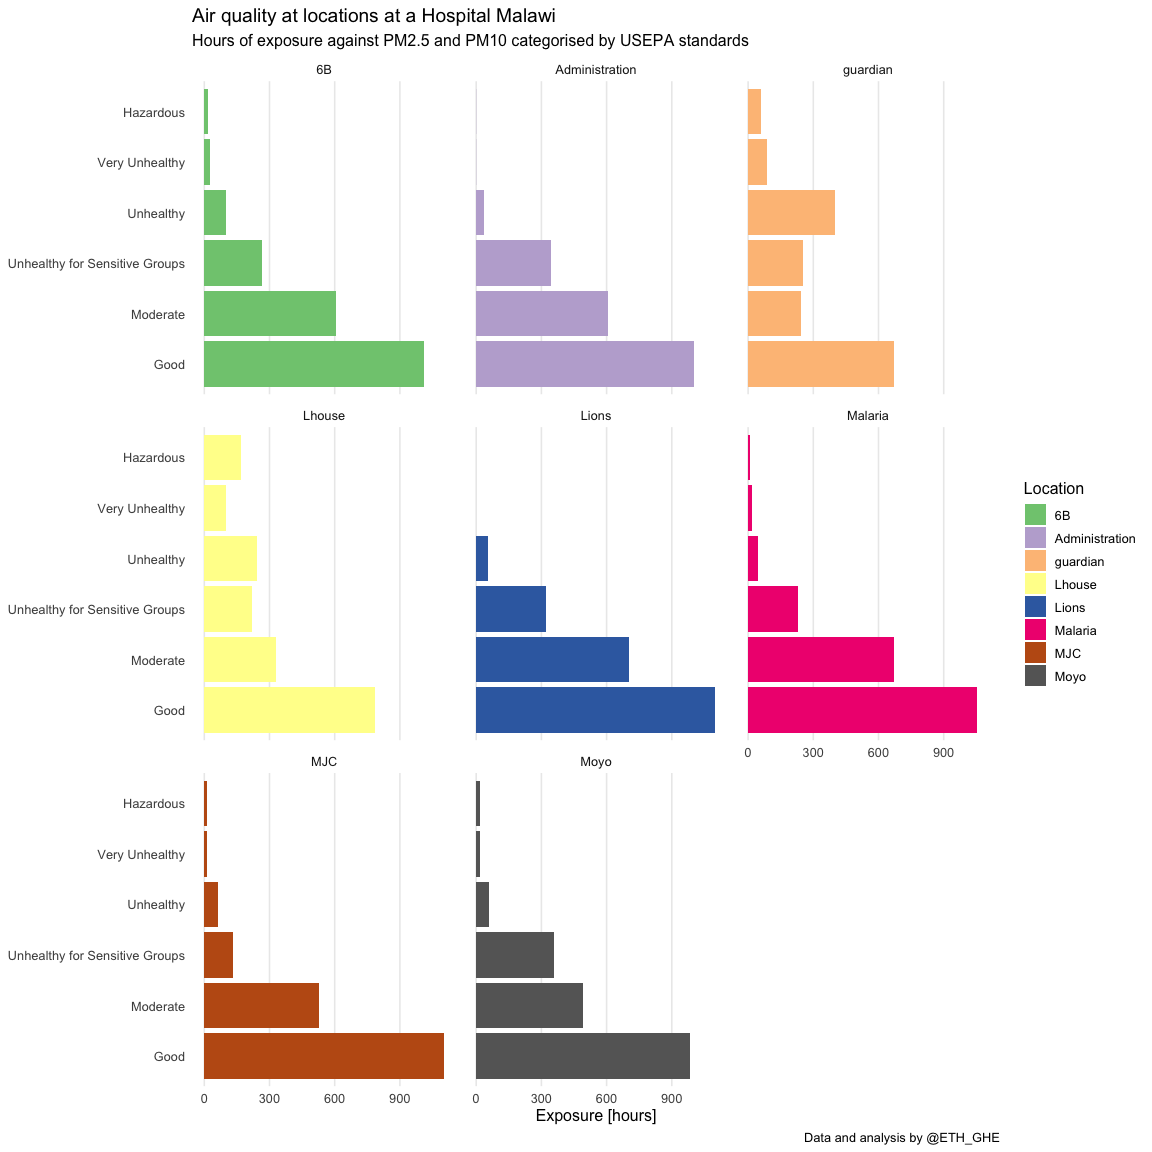 Air quality at locations at a Hospital Malawi
Hours of exposure against PM2.5 and PM10 categorised by USEPA standards
6B Administration guardian
Hazardous
Very Unhealthy
Unhealthy
Unhealthy for Sensitive Groups
Moderate
Good
Lhouse Lions Malaria
Hazardous
Very Unhealthy
Unhealthy
Unhealthy for Sensitive Groups
Moderate
Good
0 300 600 900
MJC Moyo
Hazardous
Very Unhealthy
Unhealthy
Unhealthy for Sensitive Groups
Moderate
Good
0 300 600 900 0 300 600 900
Exposure [hours]
Location
6B
Administration
guardian
Lhouse
Lions
Malaria
MJC
Moyo
Data and analysis by @ETH_GHE